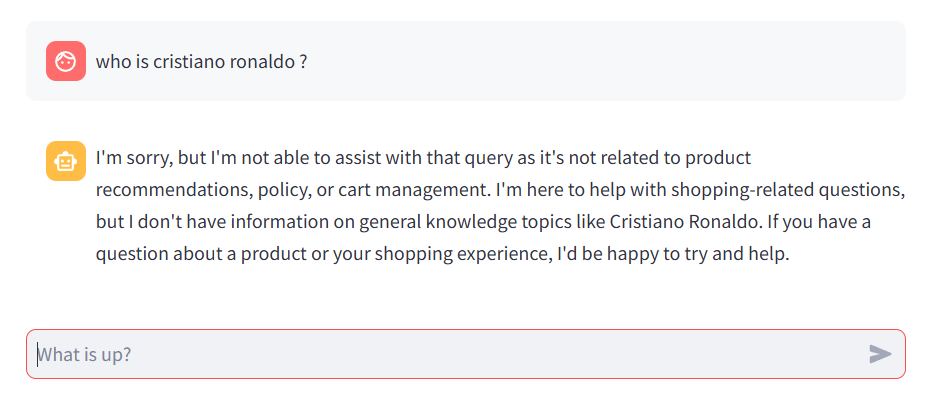 who is cristiano ronaldo ?
I'm sorry, but I'm not able to assist with that query as it's not related to product
recommendations, policy, or cart management. I'm here to help with shopping-related questions,
but I don't have information on general knowledge topics like Cristiano Ronaldo. If you have a
question about a product or your shopping experience, I'd be happy to try and help.
What is up?